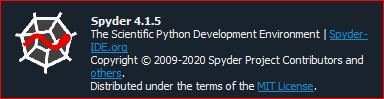 Spyder 4.1.5
The Scientific Python Development Environment | Spyder-
IDE.org
Copyright © 2009-2020 Spyder Project Contributors and
others.
Distributed under the terms of the MIT License.